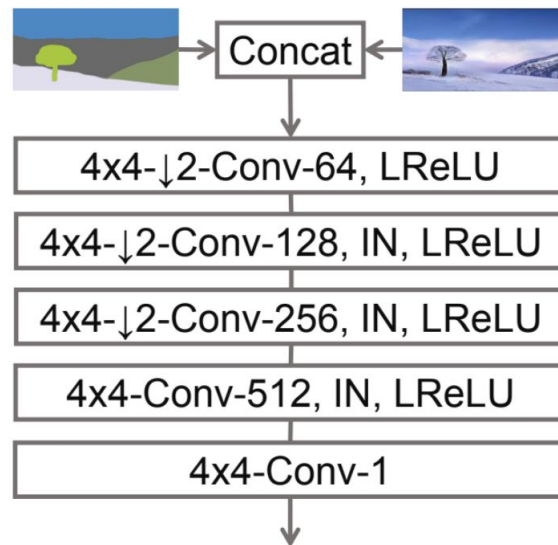 Concat
4x4-↓2-Conv-64, LReLU
4x4-↓2-Conv-128, IN, LReLU
4x4-↓2-Conv-256, IN, LReLU
4x4-Conv-512, IN, LReLU
4x4-Conv-1